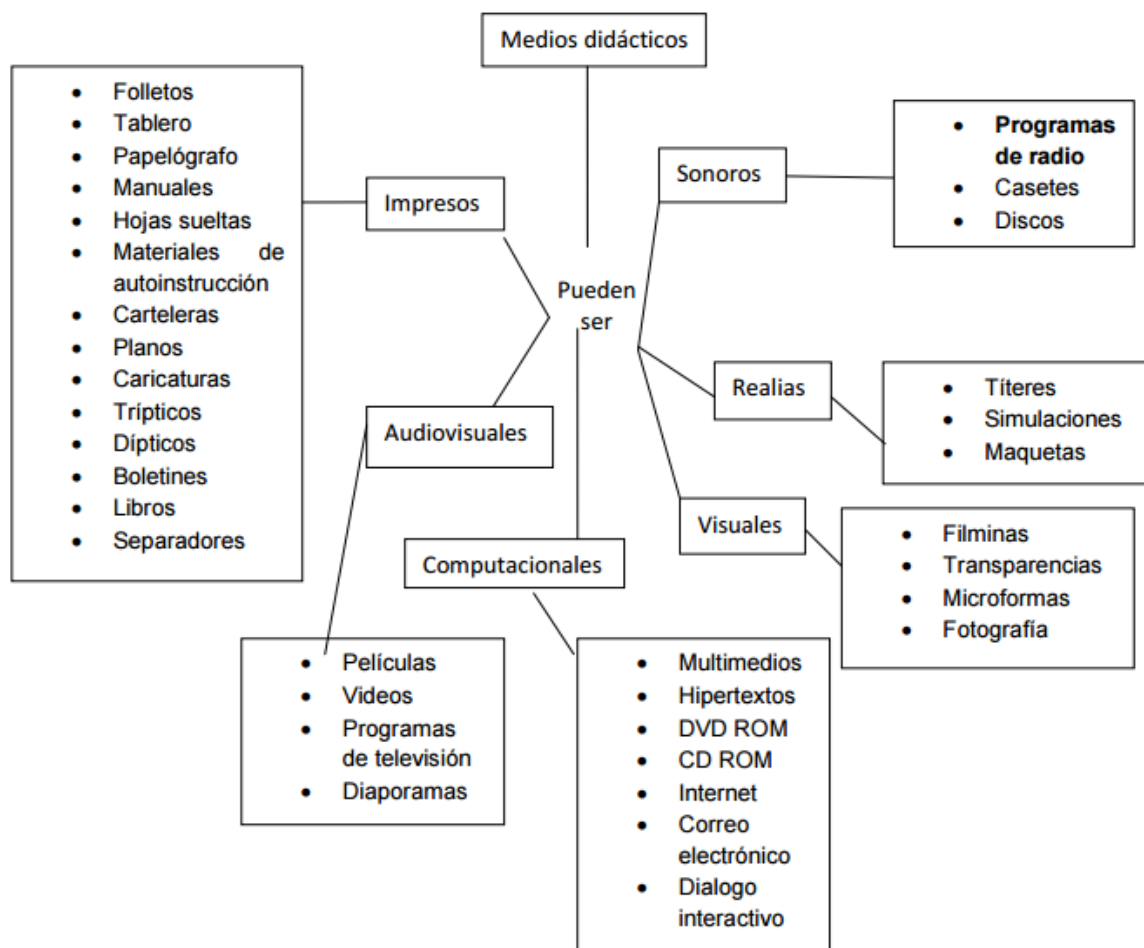 Medios didácticos
• Folletos
• Tablero
• Papelógrafo
• Manuales
• Hojas sueltas
• Materiales de
autoinstrucción
• Carteleras
• Planos
• Caricaturas
• Trípticos
• Dípticos
• Boletines
• Libros
• Separadores
Impresos
Pueden
ser
Sonoros
• Programas
de radio
• Casetes
• Discos
Realias
• Títeres
• Simulaciones
• Maquetas
Audiovisuales
Visuales
• Filminas
• Transparencias
• Microformas
• Fotografía
Computacionales
• Películas
• Videos
• Programas
de televisión
• Diaporamas
• Multimedios
• Hipertextos
• DVD ROM
• CD ROM
• Internet
• Correo
electrónico
• Dialogo
interactivo